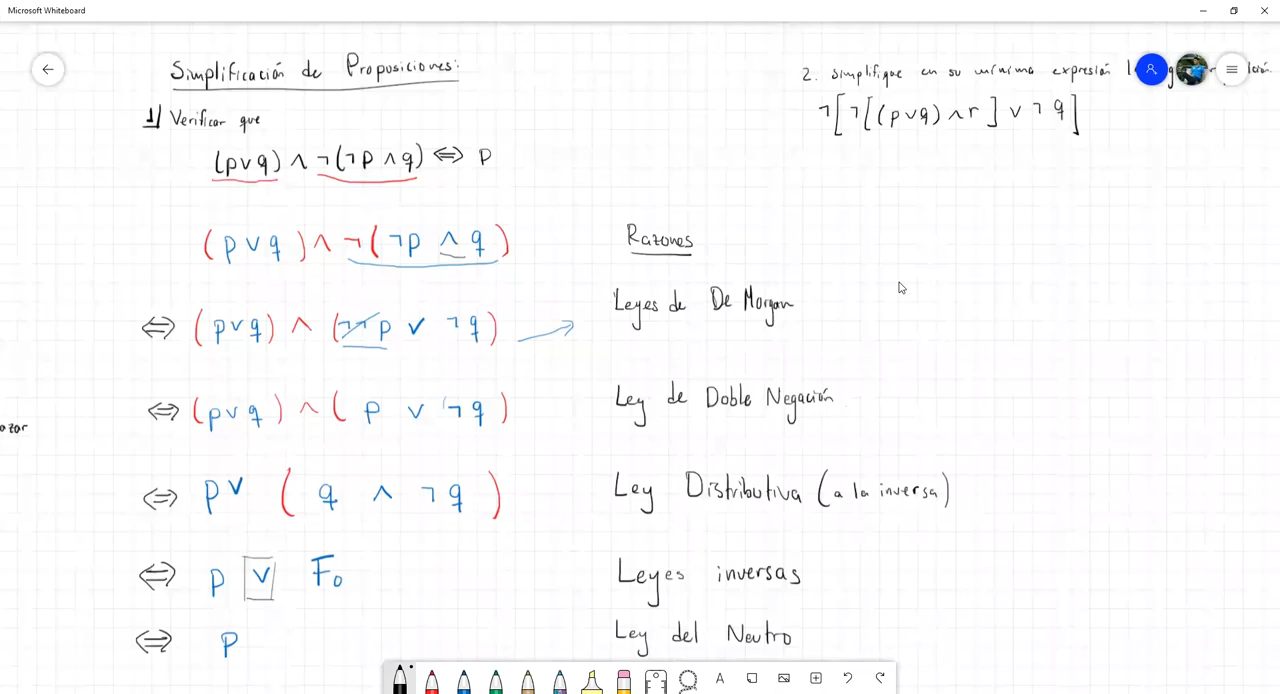 Microsoft Whiteboard
Simplificación de Proposiciones:
1) Verificar que
(p∨q) ∧ ¬(¬p ∧ q) ⇔ p
(p∨q) ∧ ¬(¬p ∧ q)
Razones
⇔ (p∨q) ∧ (¬¬p ∨ ¬q)
Leyes de De Morgan
⇔ (p∨q) ∧ (p ∨ ¬q)
Ley de Doble Negación
⇔ p∨ (q ∧ ¬q)
Ley Distributiva (a la inversa)
⇔ p ∨ F₀
Leyes inversas
⇔ p
Ley del Neutro
2. simplifique en su mínima expresión
¬[¬[(p∨q) ∧ r] ∨ ¬q]
A